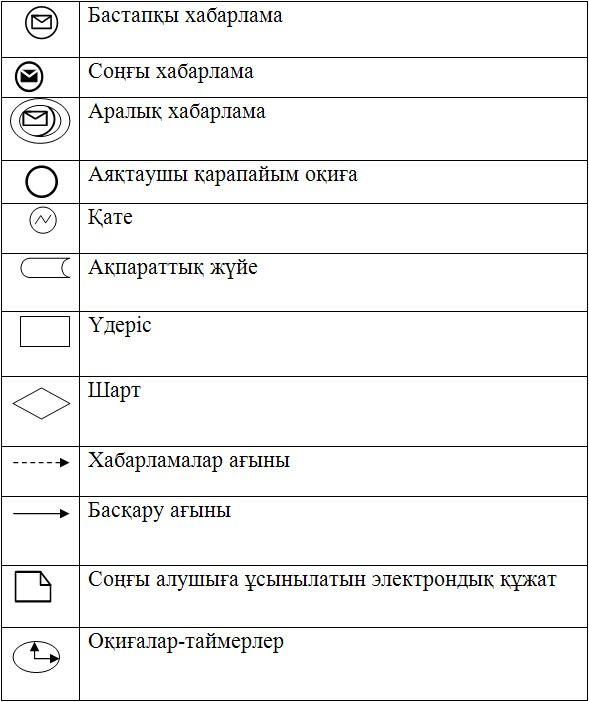 Бастапқы хабарлама
Соңғы хабарлама
Аралық хабарлама
Аяқтаушы қарапайым оқиға
Қате
Ақпараттық жүйе
Үдеріс
Шарт
Хабарламалар ағыны
Басқару ағыны
Соңғы алушыға ұсынылатын электрондық құжат
Оқиғалар-таймерлер